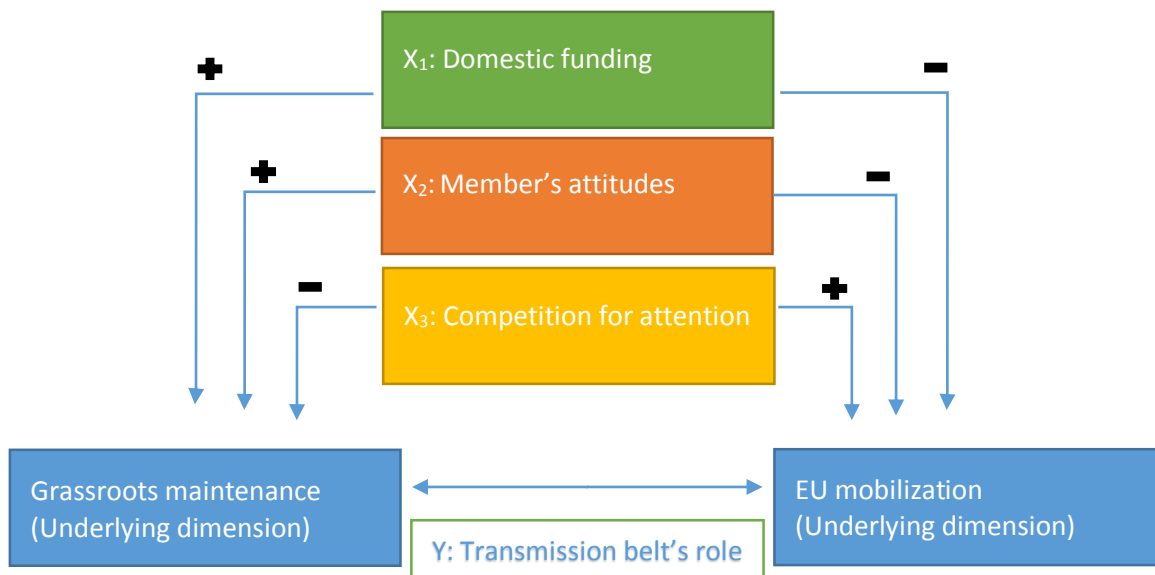 X₁: Domestic funding
+
−
X₂: Member’s attitudes
+
−
X₃: Competition for attention
−
+
Grassroots maintenance
(Underlying dimension)
EU mobilization
(Underlying dimension)
Y: Transmission belt’s role